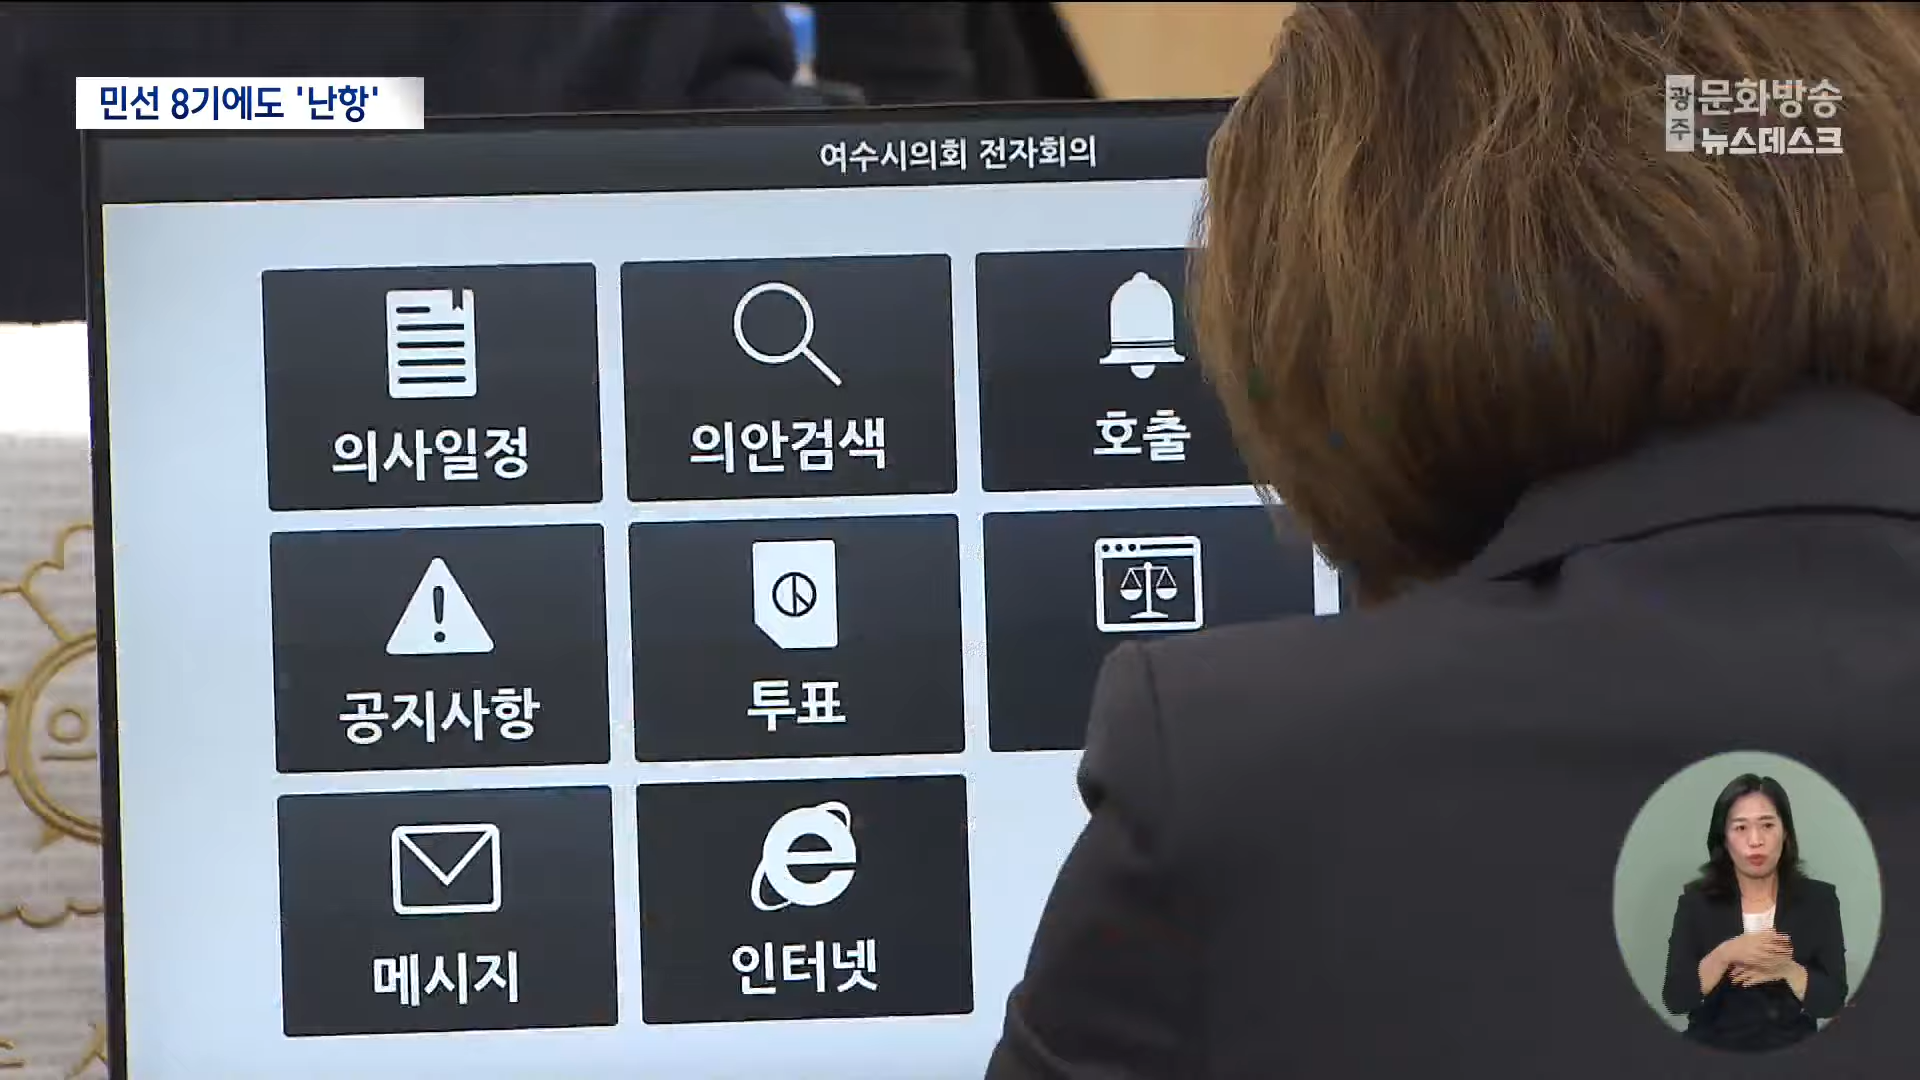 민선 8기에도 '난항'
광주
문화방송
뉴스데스크
여수시의회 전자회의
의사일정
의안검색
호출
공지사항
투표
메시지
인터넷